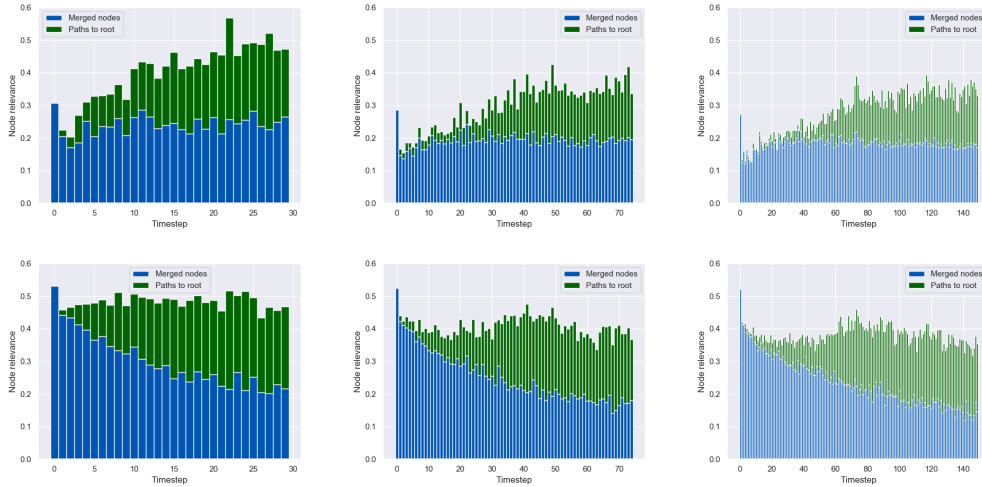 0.6
0.5
0.4
0.3
0.2
0.1
0.0
Node relevance
Merged nodes
Paths to root
0 5 10 15 20 25 30
Timestep
0.6
0.5
0.4
0.3
0.2
0.1
0.0
Node relevance
Merged nodes
Paths to root
0 10 20 30 40 50 60 70
Timestep
0.6
0.5
0.4
0.3
0.2
0.1
0.0
Node relevance
Merged nodes
Paths to root
0 20 40 60 80 100 120 140
Timestep
0.6
0.5
0.4
0.3
0.2
0.1
0.0
Node relevance
Merged nodes
Paths to root
0 5 10 15 20 25 30
Timestep
0.6
0.5
0.4
0.3
0.2
0.1
0.0
Node relevance
Merged nodes
Paths to root
0 10 20 30 40 50 60 70
Timestep
0.6
0.5
0.4
0.3
0.2
0.1
0.0
Node relevance
Merged nodes
Paths to root
0 20 40 60 80 100 120 140
Timestep